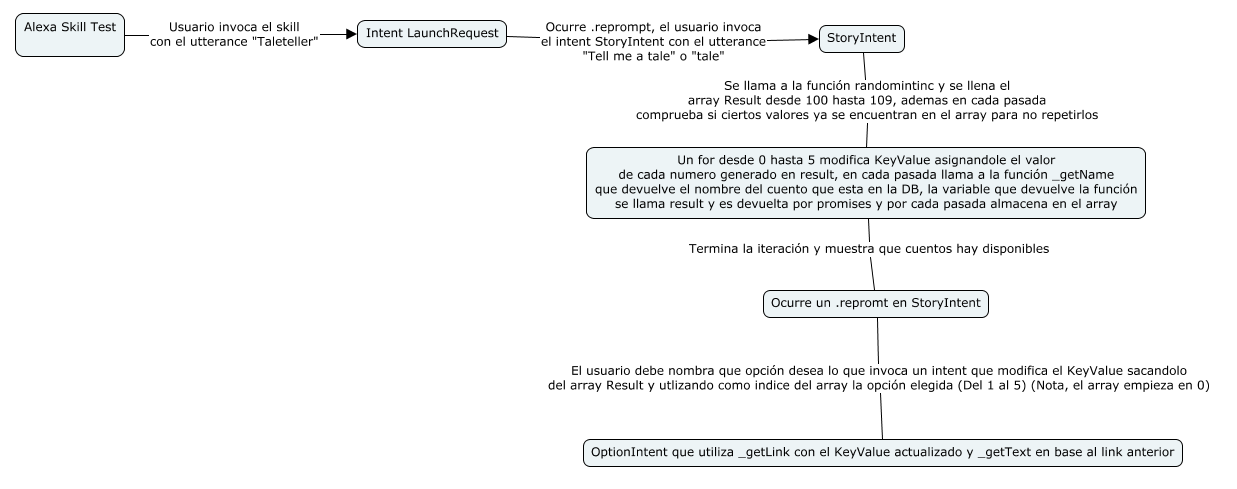 Alexa Skill Test
Usuario invoca el skill
con el utterance "Taleteller"
Intent LaunchRequest
Ocurre .reprompt, el usuario invoca
el intent StoryIntent con el utterance
"Tell me a tale" o "tale"
StoryIntent
Se llama a la función randomintinc y se llena el
array Result desde 100 hasta 109, ademas en cada pasada
comprueba si ciertos valores ya se encuentran en el array para no repetirlos
Un for desde 0 hasta 5 modifica KeyValue asignandole el valor
de cada numero generado en result, en cada pasada llama a la función _getName
que devuelve el nombre del cuento que esta en la DB, la variable que devuelve la función
se llama result y es devuelta por promises y por cada pasada almacena en el array
Termina la iteración y muestra que cuentos hay disponibles
Ocurre un .repromt en StoryIntent
El usuario debe nombra que opción desea lo que invoca un intent que modifica el KeyValue sacandolo
del array Result y utlizando como indice del array la opción elegida (Del 1 al 5) (Nota, el array empieza en 0)
OptionIntent que utiliza _getLink con el KeyValue actualizado y _getText en base al link anterior